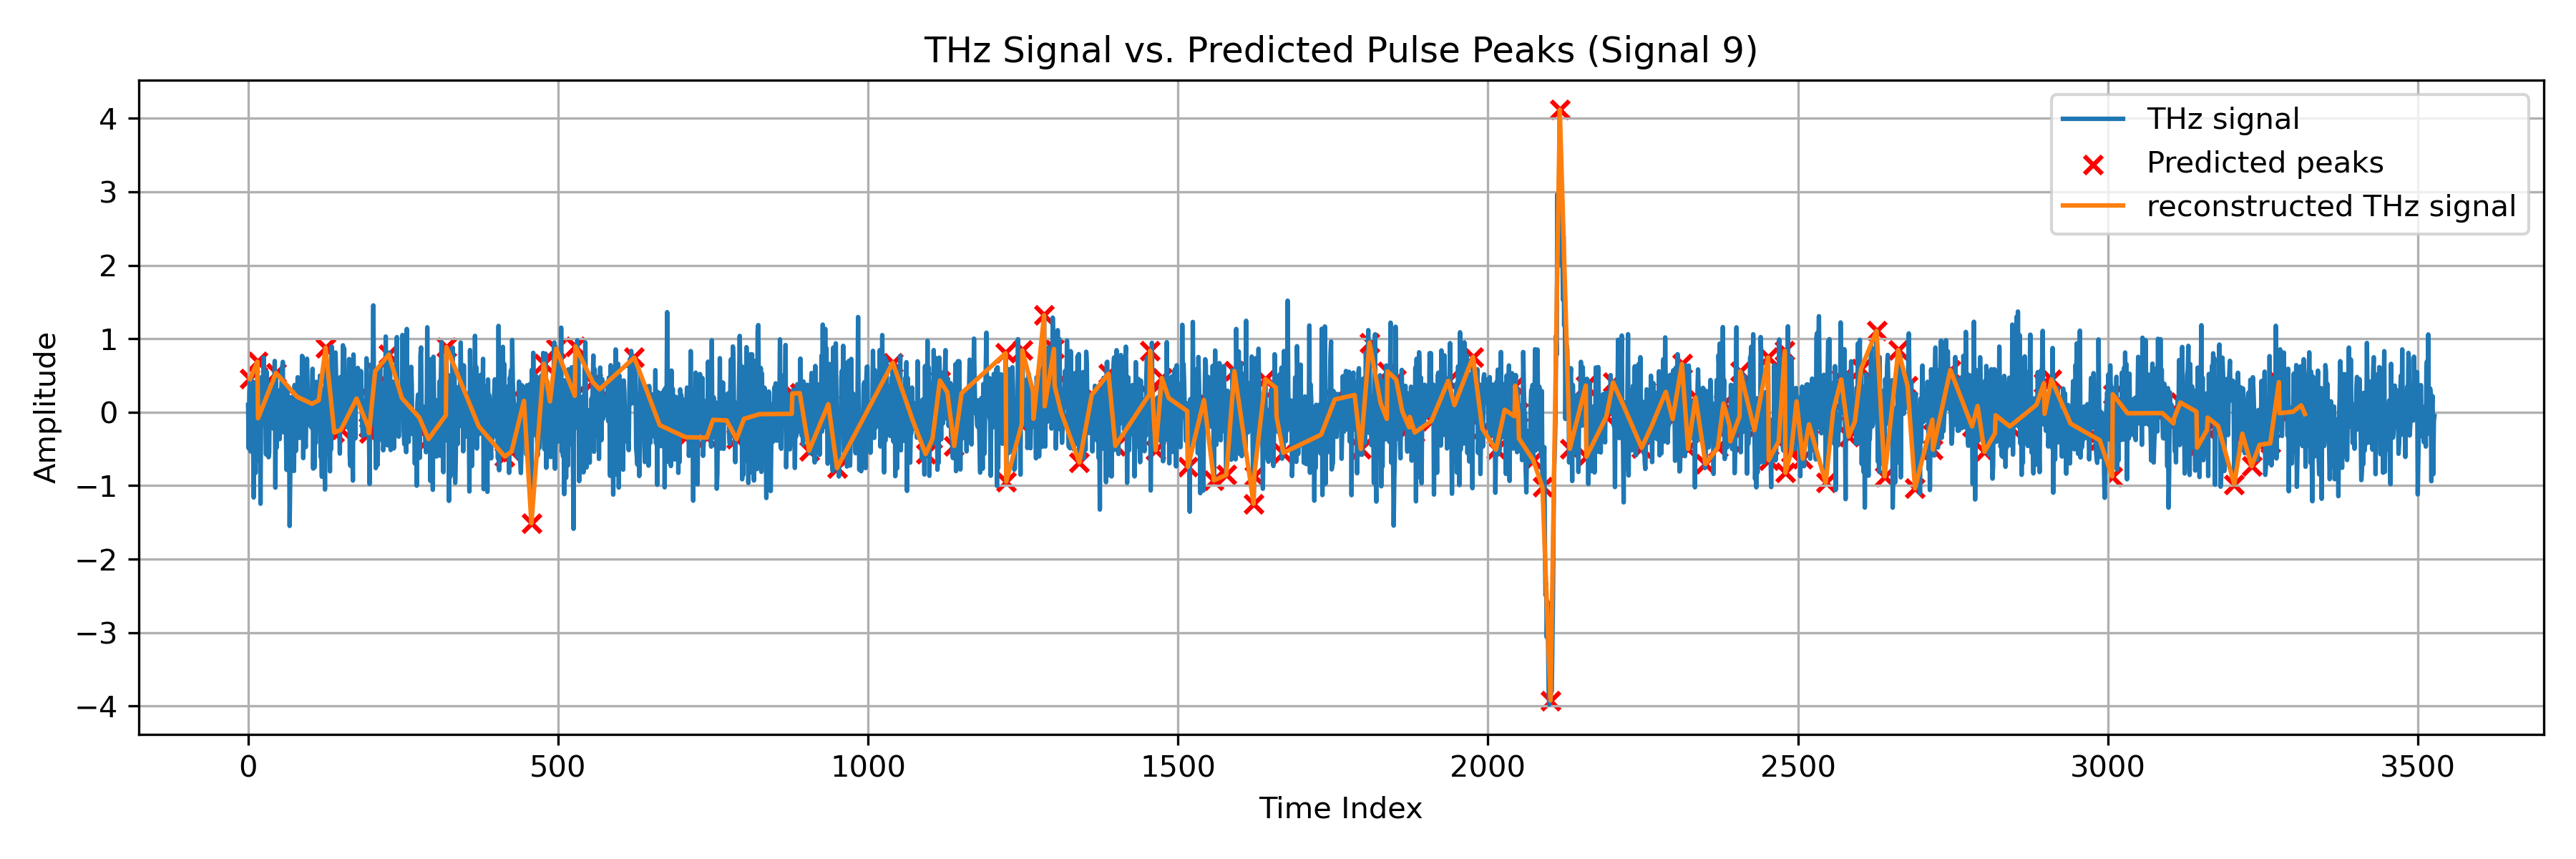 THz Signal vs. Predicted Pulse Peaks (Signal 9)
THz signal
Predicted peaks
reconstructed THz signal
Amplitude
4
3
2
1
0
−1
−2
−3
−4
0 500 1000 1500 2000 2500 3000 3500
Time Index